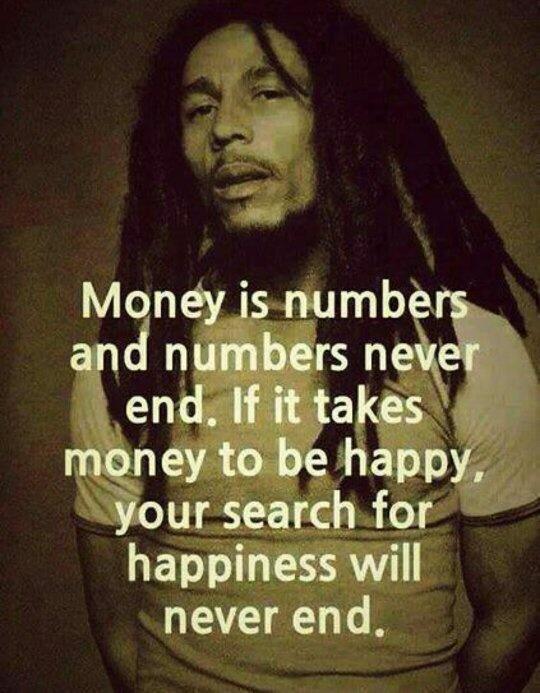 Money is numbers
and numbers never
end. If it takes
money to be happy,
your search for
happiness will
never end.